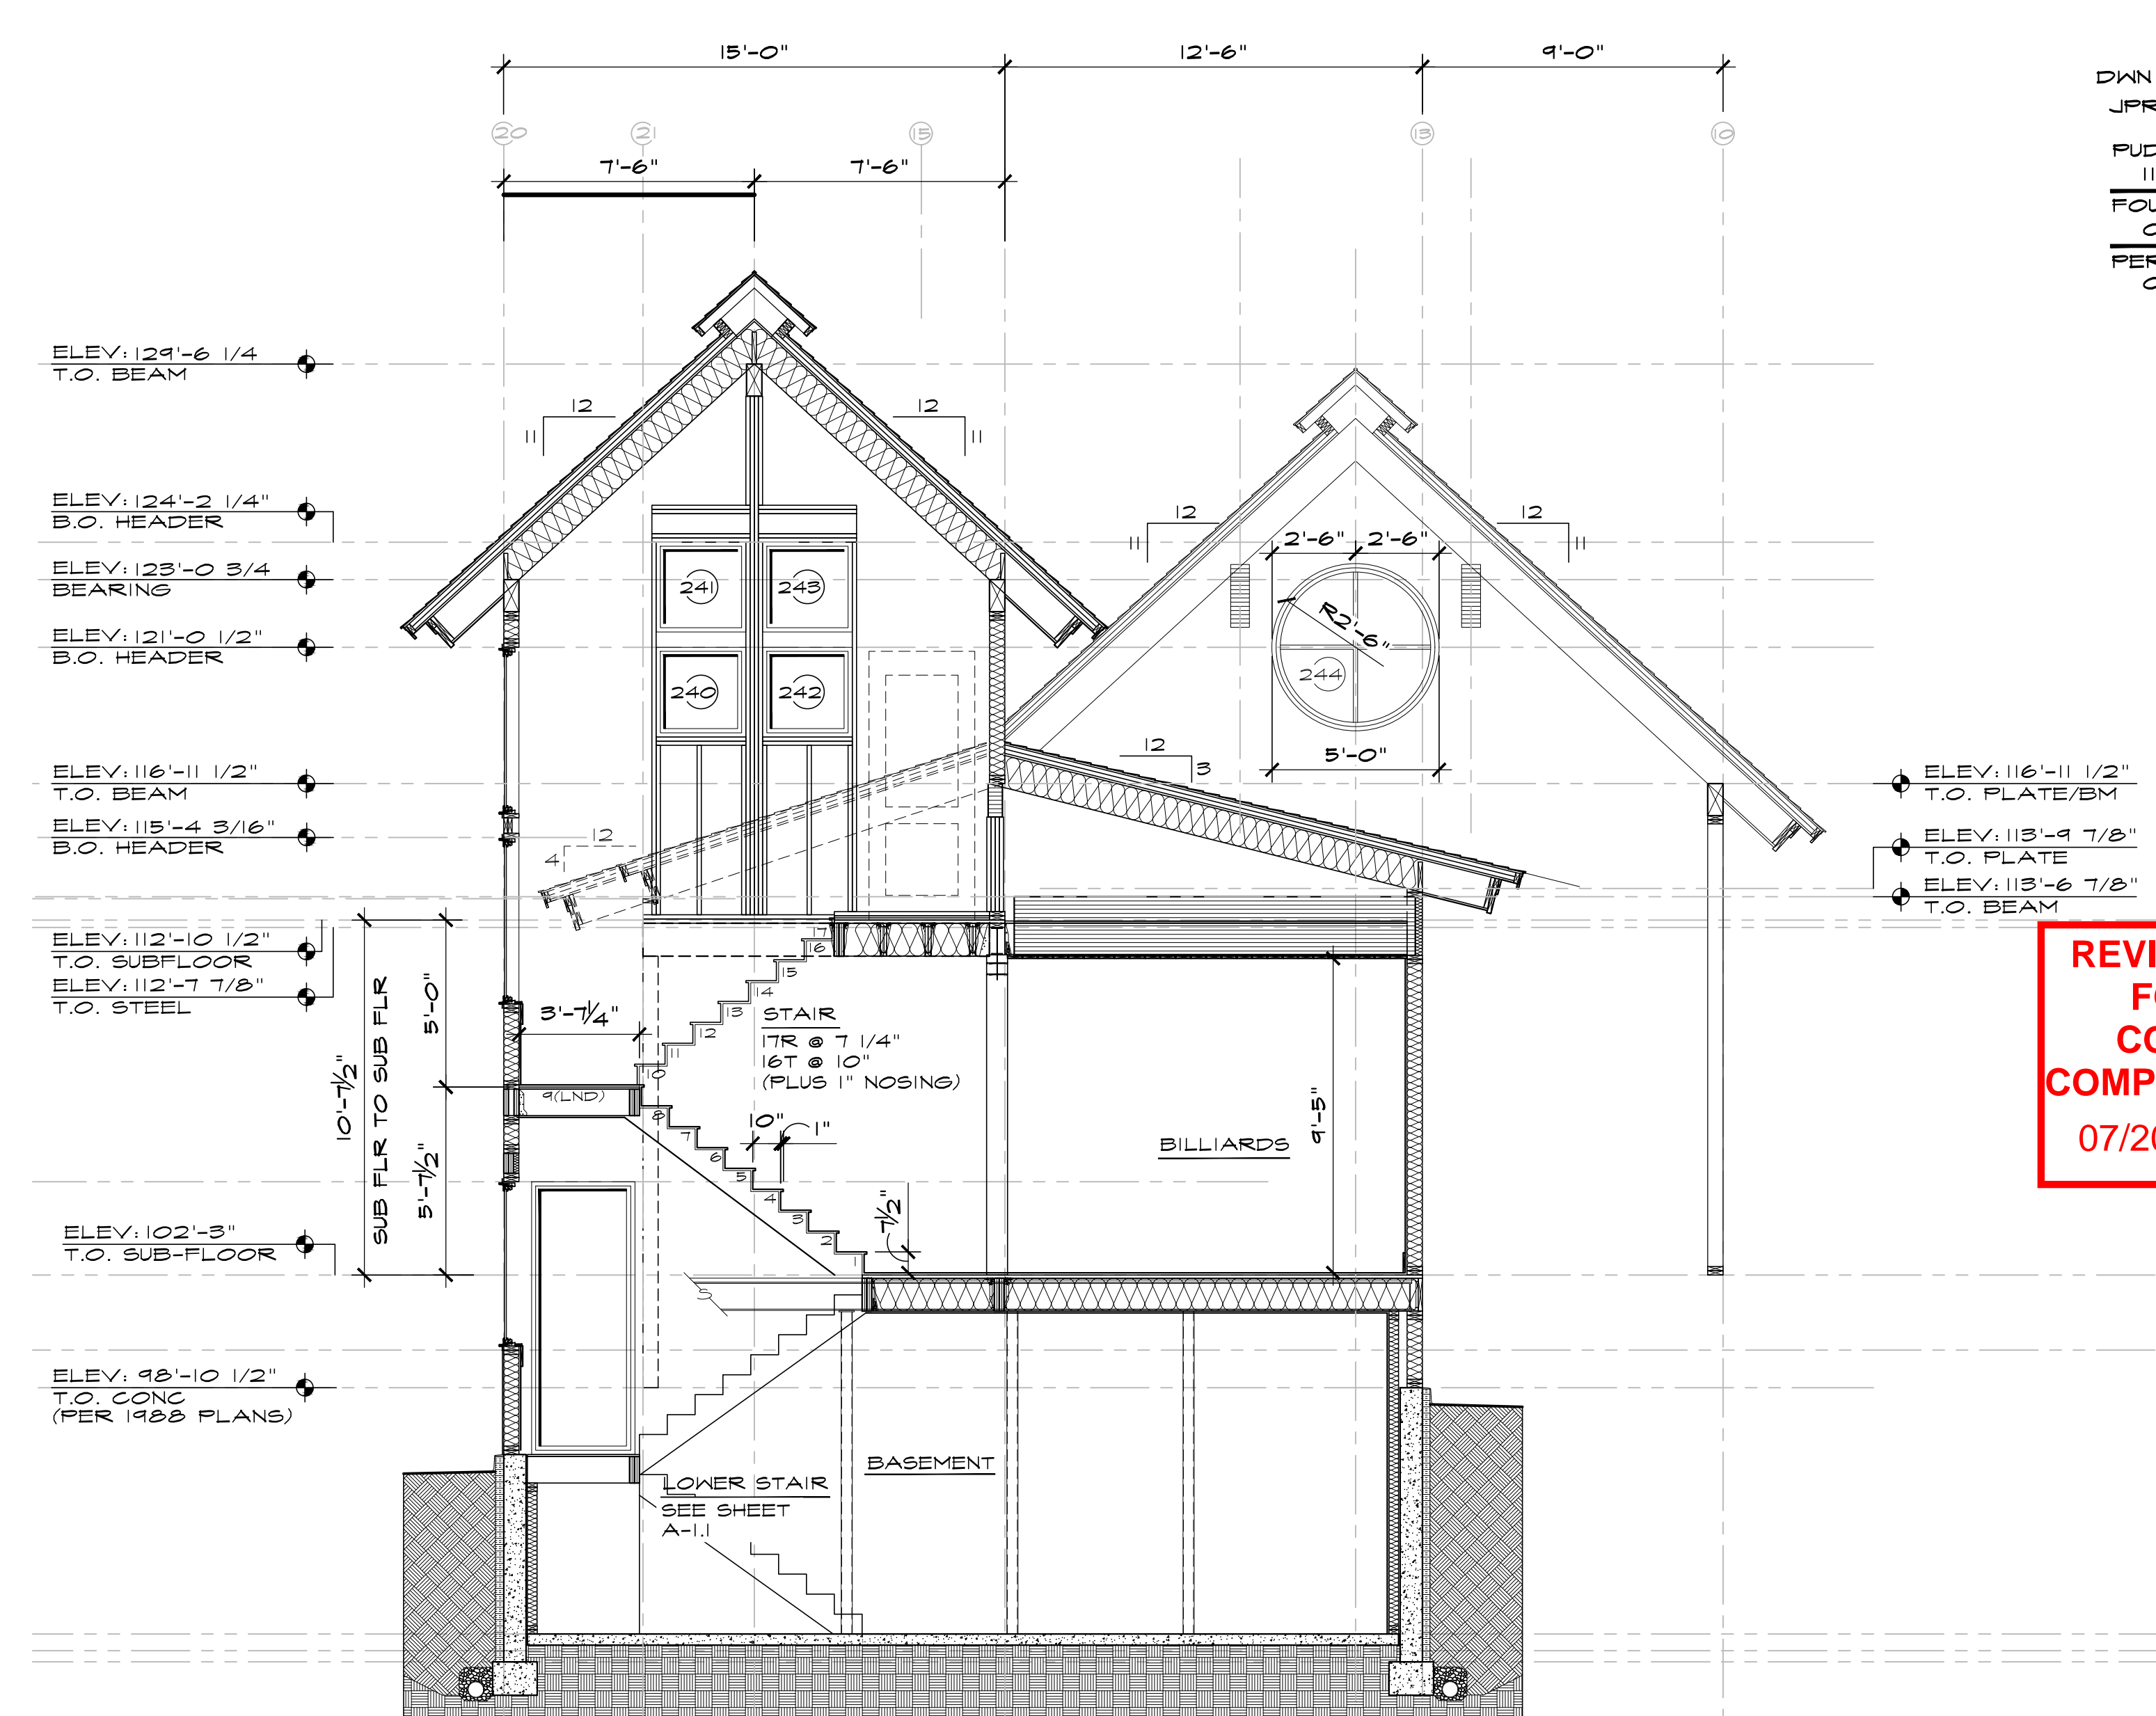 15'-0"
12'-6"
9'-0"
DWN
JPR
20
21
15
13
10
7'-6"
7'-6"
ELEV: 129'-6 1/4
T.O. BEAM
12
11
12
11
ELEV: 124'-2 1/4"
B.O. HEADER
12
11
12
11
2'-6"
2'-6"
ELEV: 123'-0 3/4
BEARING
241
243
R2'-6"
ELEV: 121'-0 1/2"
B.O. HEADER
240
242
244
12
3
5'-0"
ELEV: 116'-11 1/2"
T.O. BEAM
ELEV: 116'-11 1/2"
T.O. PLATE/BM
ELEV: 115'-4 3/16"
B.O. HEADER
12
4
ELEV: 113'-9 7/8"
T.O. PLATE
ELEV: 113'-6 7/8"
T.O. BEAM
ELEV: 112'-10 1/2"
T.O. SUBFLOOR
ELEV: 112'-7 7/8"
T.O. STEEL
17
16
15
14
13
12
11
10
9(LND)
8
7
6
5
4
3
2
1
3'-7 1/4"
5'-0"
10'-7 1/2"
SUB FLR TO SUB FLR
5'-7 1/2"
STAIR
17R @ 7 1/4"
16T @ 10"
(PLUS 1" NOSING)
10"
1"
7 1/2"
BILLIARDS
9'-5"
07/20
ELEV: 102'-3"
T.O. SUB-FLOOR
ELEV: 98'-10 1/2"
T.O. CONC
(PER 1988 PLANS)
BASEMENT
LOWER STAIR
SEE SHEET
A-1.1